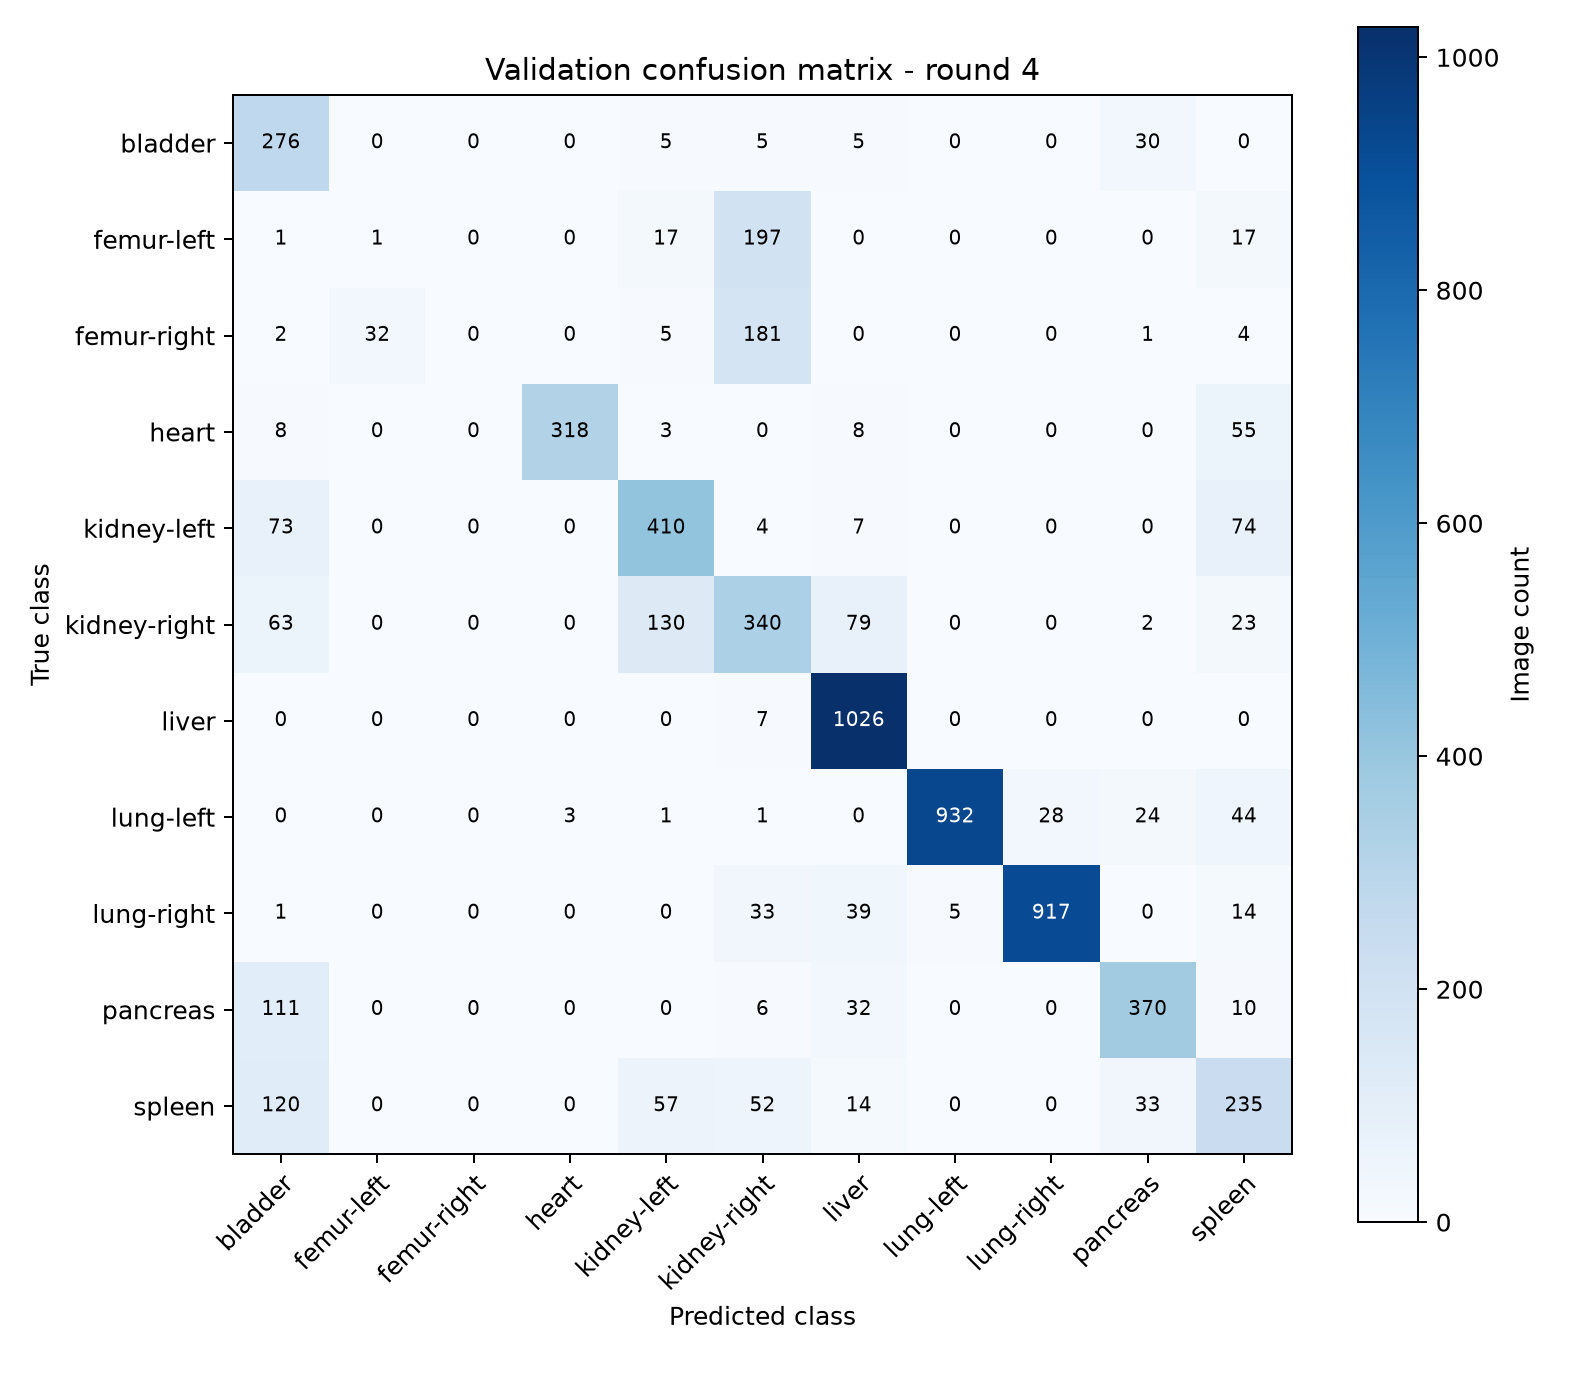 Validation confusion matrix - round 4
bladder 276 0 0 0 5 5 5 0 0 30 0
femur-left 1 1 0 0 17 197 0 0 0 0 17
femur-right 2 32 0 0 5 181 0 0 0 1 4
heart 8 0 0 318 3 0 8 0 0 0 55
kidney-left 73 0 0 0 410 4 7 0 0 0 74
kidney-right 63 0 0 0 130 340 79 0 0 2 23
liver 0 0 0 0 0 7 1026 0 0 0 0
lung-left 0 0 0 3 1 1 0 932 28 24 44
lung-right 1 0 0 0 0 33 39 5 917 0 14
pancreas 111 0 0 0 0 6 32 0 0 370 10
spleen 120 0 0 0 57 52 14 0 0 33 235
bladder femur-left femur-right heart kidney-left kidney-right liver lung-left lung-right pancreas spleen
Predicted class
True class
1000
800
600
400
200
0
Image count